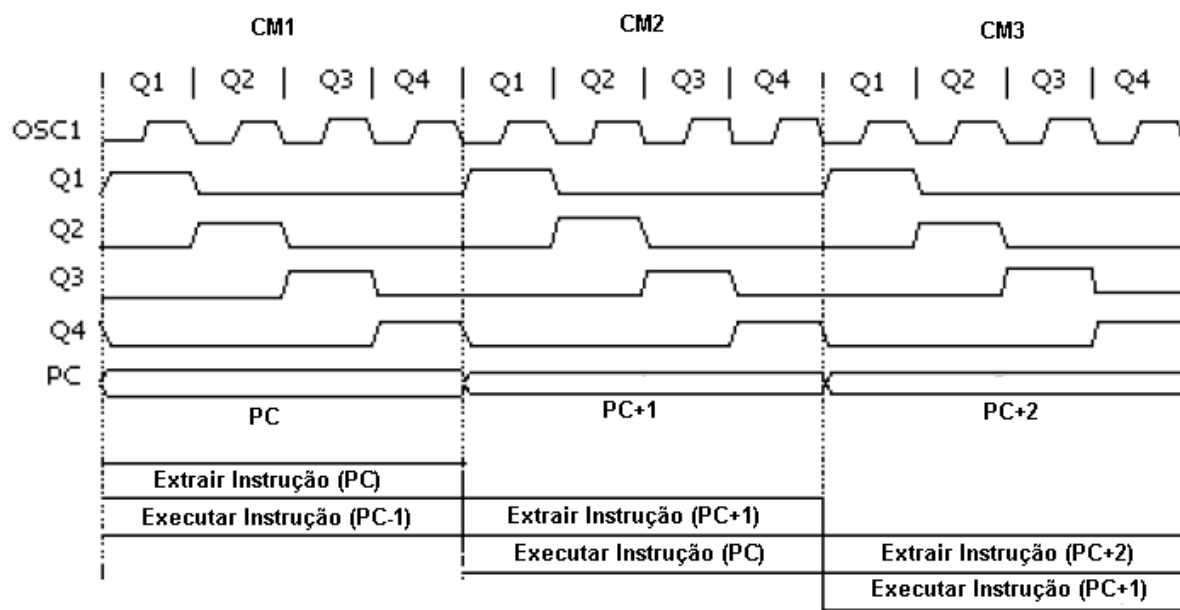 CM1 CM2 CM3
Q1 Q2 Q3 Q4 Q1 Q2 Q3 Q4 Q1 Q2 Q3 Q4
OSC1
Q1
Q2
Q3
Q4
PC
PC PC+1 PC+2
Extrair Instrução (PC)
Executar Instrução (PC-1) Extrair Instrução (PC+1)
Executar Instrução (PC) Extrair Instrução (PC+2)
Executar Instrução (PC+1)